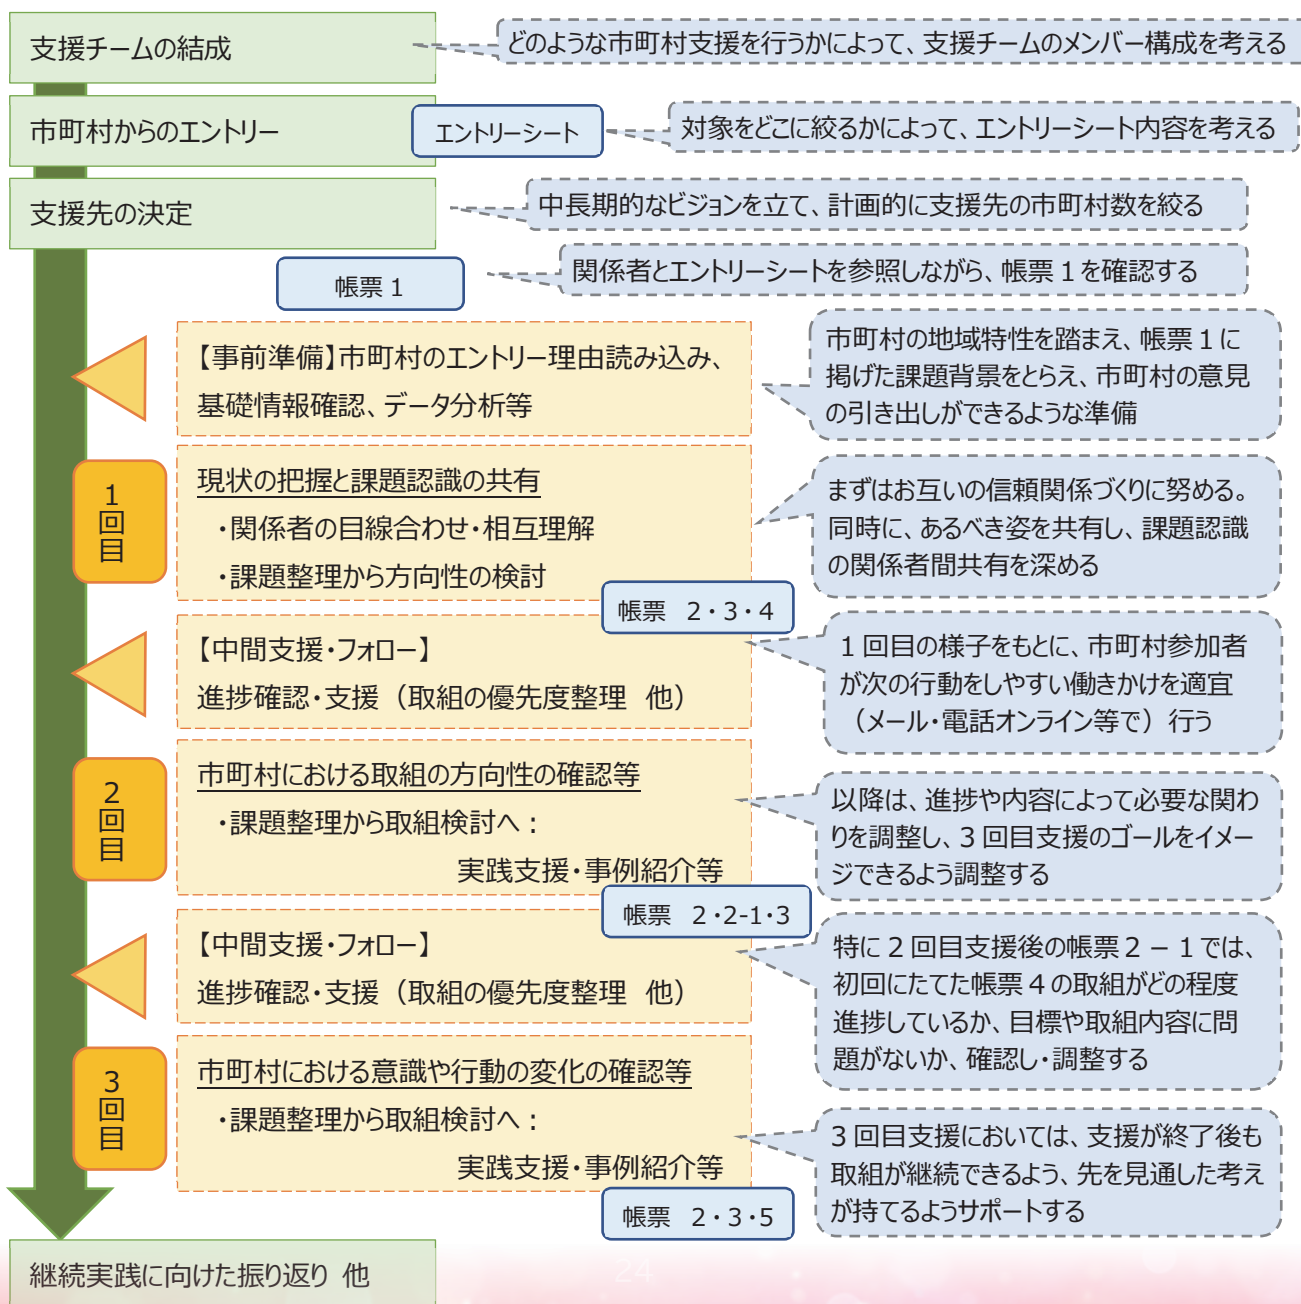 支援チームの結成
どのような市町村支援を行うかによって、支援チームのメンバー構成を考える
市町村からのエントリー
エントリーシート
対象をどこに絞るかによって、エントリーシート内容を考える
支援先の決定
中長期的なビジョンを立て、計画的に支援先の市町村数を絞る
帳票 1
関係者とエントリーシートを参照しながら、帳票 1 を確認する
【事前準備】市町村のエントリー理由読み込み、
基礎情報確認、データ分析等
市町村の地域特性を踏まえ、帳票 1 に
掲げた課題背景をとらえ、市町村の意見
の引き出しができるような準備
1回目
現状の把握と課題認識の共有
・関係者の目線合わせ・相互理解
・課題整理から方向性の検討
まずはお互いの信頼関係づくりに努める。
同時に、あるべき姿を共有し、課題認識
の関係者間共有を深める
帳票 2・3・4
【中間支援・フォロー】
進捗確認・支援（取組の優先度整理 他）
1 回目の様子をもとに、市町村参加者
が次の行動をしやすい働きかけを適宜
（メール・電話オンライン等で）行う
2回目
市町村における取組の方向性の確認等
・課題整理から取組検討へ：
実践支援・事例紹介等
以降は、進捗や内容によって必要な関わ
りを調整し、3 回目支援のゴールをイメー
ジできるよう調整する
帳票 2・2-1・3
【中間支援・フォロー】
進捗確認・支援（取組の優先度整理 他）
特に 2 回目支援後の帳票 2 － 1 では、
初回にたてた帳票 4 の取組がどの程度
進捗しているか、目標や取組内容に問
題がないか、確認し・調整する
3回目
市町村における意識や行動の変化の確認等
・課題整理から取組検討へ：
実践支援・事例紹介等
3 回目支援においては、支援が終了後も
取組が継続できるよう、先を見通した考え
が持てるようサポートする
帳票 2・3・5
継続実践に向けた振り返り 他
24